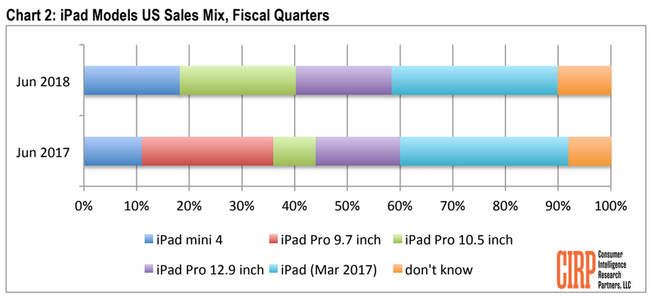 Chart 2: iPad Models US Sales Mix, Fiscal Quarters
Jun 2018
Jun 2017
0% 10% 20% 30% 40% 50% 60% 70% 80% 90% 100%
iPad mini 4 iPad Pro 9.7 inch iPad Pro 10.5 inch
iPad Pro 12.9 inch iPad (Mar 2017) don't know
CIRP
Consumer
Intelligence
Research
Partners, LLC